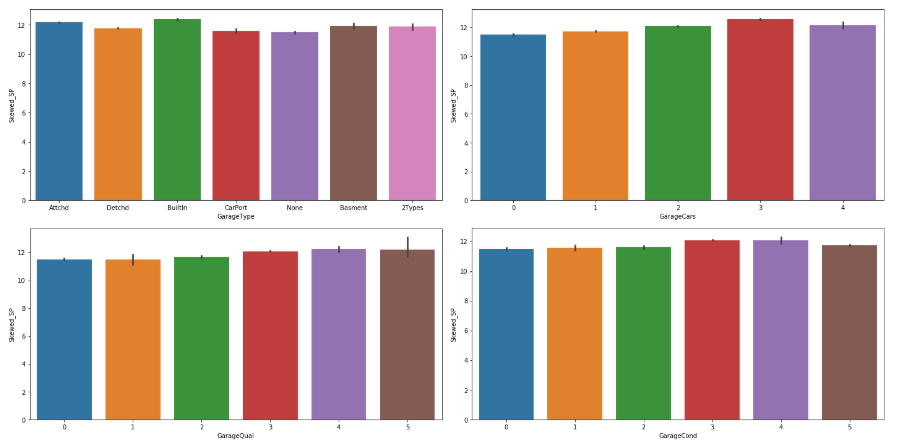 12
10
8
6
4
2
0
Skewed_SP
Attchd Detchd BuiltIn CarPort None Basment 2Types
GarageType
12
10
8
6
4
2
0
Skewed_SP
0 1 2 3 4
GarageCars
12
10
8
6
4
2
0
Skewed_SP
0 1 2 3 4 5
GarageQual
12
10
8
6
4
2
0
Skewed_SP
0 1 2 3 4 5
GarageCond